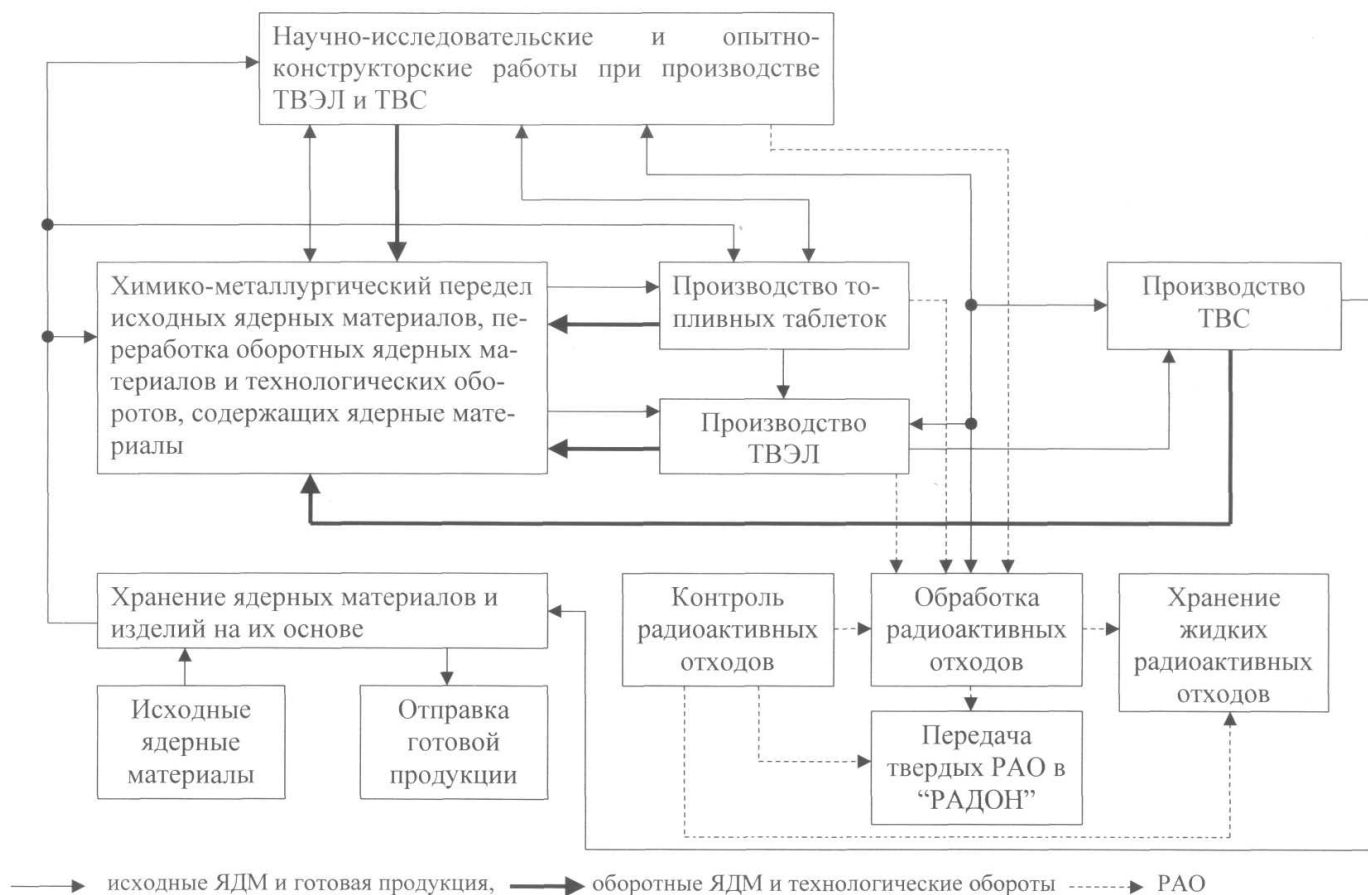 Научно-исследовательские и опытно-
конструкторские работы при производстве
ТВЭЛ и ТВС
Химико-металлургический передел
исходных ядерных материалов, пе-
реработка оборотных ядерных ма-
териалов и технологических обо-
ротов, содержащих ядерные мате-
риалы
Производство то-
пливных таблеток
Производство
ТВС
Производство
ТВЭЛ
Хранение ядерных материалов и
изделий на их основе
Контроль
радиоактивных
отходов
Обработка
радиоактивных
отходов
Хранение
жидких
радиоактивных
отходов
Исходные
ядерные
материалы
Отправка
готовой
продукции
Передача
твердых РАО в
“РАДОН”
исходные ЯДМ и готовая продукция, оборотные ЯДМ и технологические обороты РАО